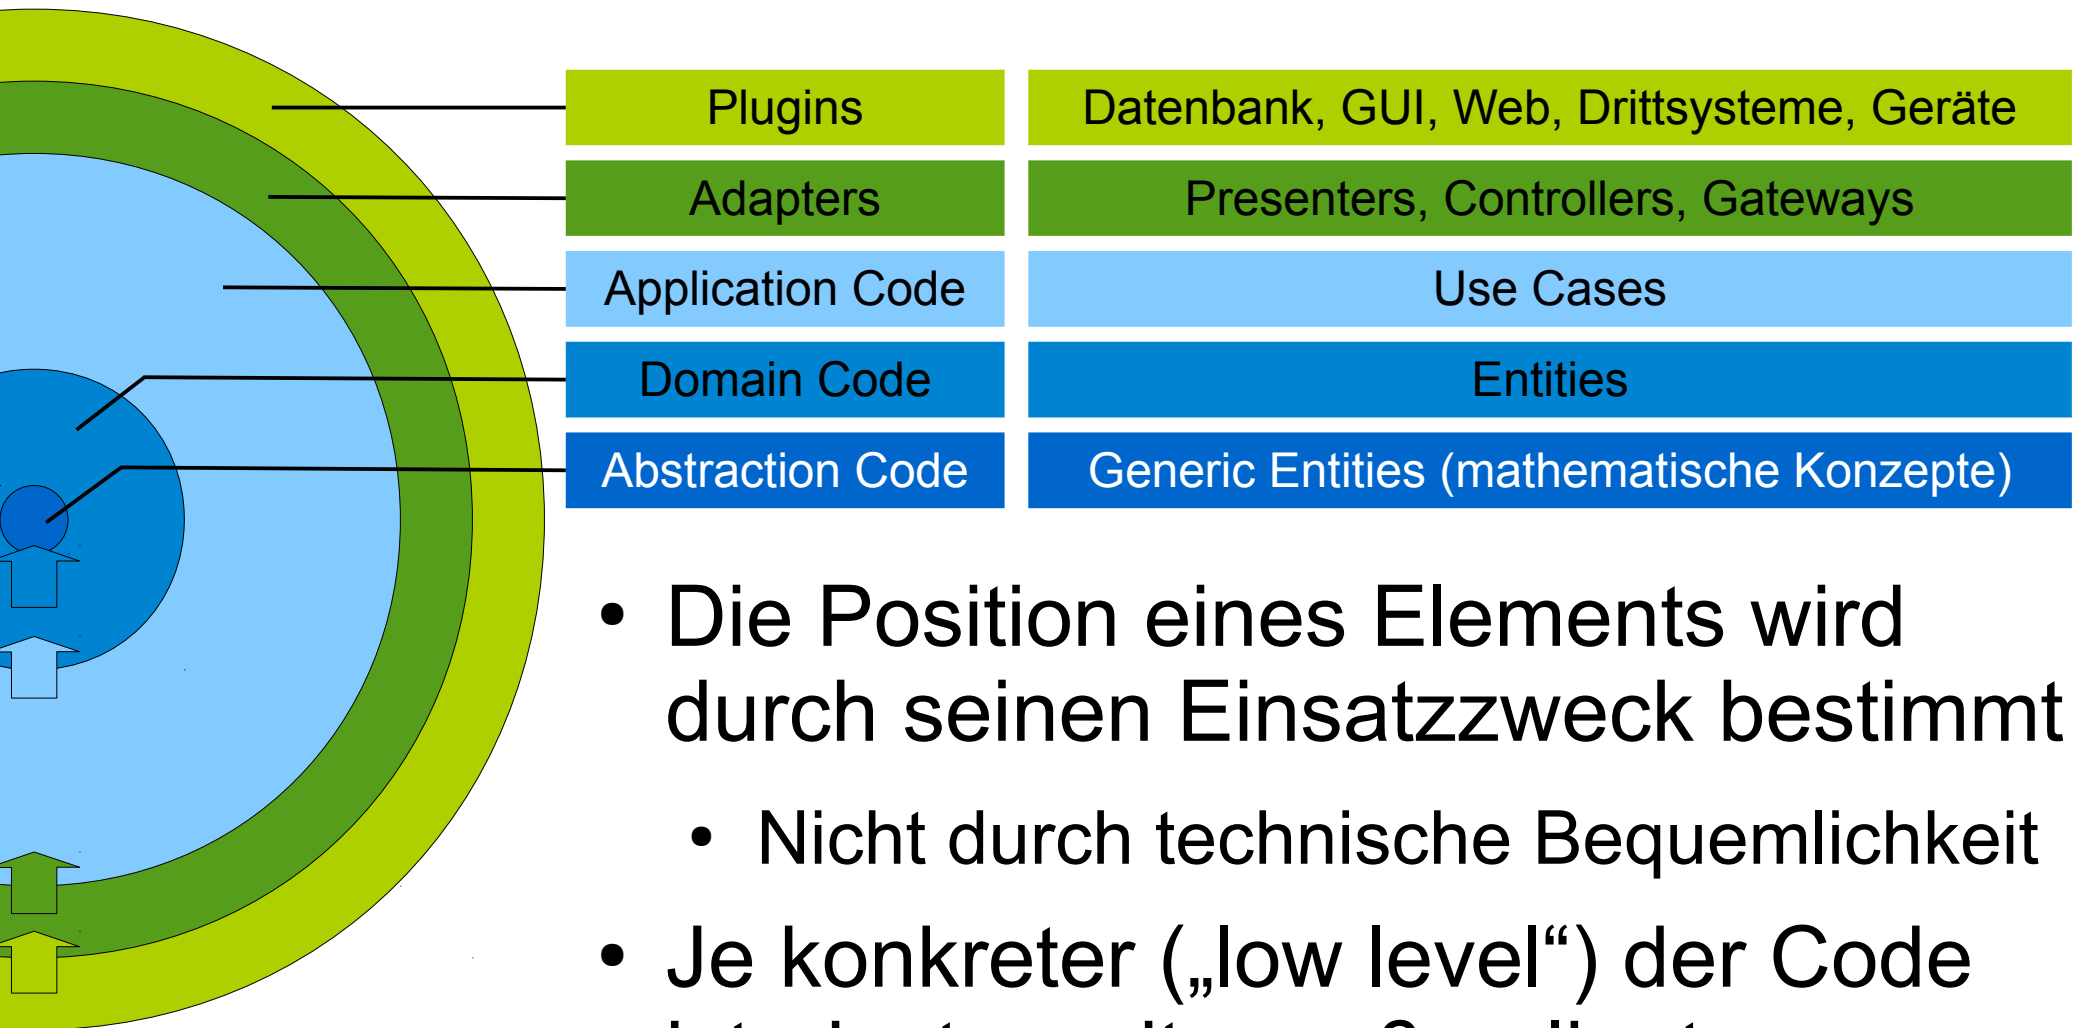 Plugins Datenbank, GUI, Web, Drittsysteme, Geräte
Adapters Presenters, Controllers, Gateways
Application Code Use Cases
Domain Code Entities
Abstraction Code Generic Entities (mathematische Konzepte)
• Die Position eines Elements wird
durch seinen Einsatzzweck bestimmt
• Nicht durch technische Bequemlichkeit
• Je konkreter („low level“) der Code